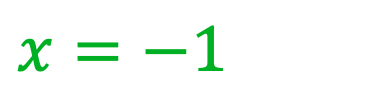 x = −1